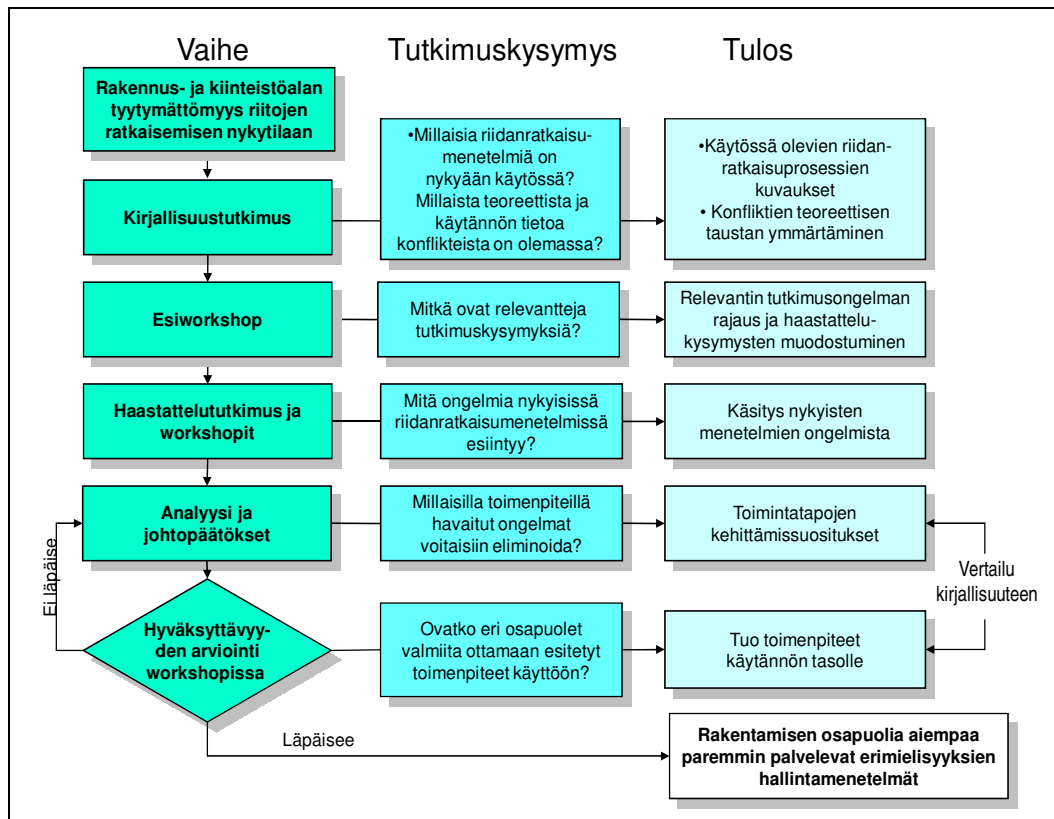 Vaihe
Tutkimuskysymys
Tulos
Rakennus- ja kiinteistöalan
tyytymättömyys riitojen
ratkaisemisen nykytilaan
Kirjallisuustutkimus
•Millaisia riidanratkaisu-
menetelmiä on
nykyään käytössä?
Millaista teoreettista ja
käytännön tietoa
konflikteista on olemassa?
•Käytössä olevien riidan-
ratkaisuprosessien
kuvaukset
• Konfliktien teoreettisen
taustan ymmärtäminen
Esiworkshop
Mitkä ovat relevantteja
tutkimuskysymyksiä?
Relevantin tutkimusongelman
rajaus ja haastattelu-
kysymysten muodostuminen
Haastattelututkimus ja
workshopit
Mitä ongelmia nykyisissä
riidanratkaisumenetelmissä
esiintyy?
Käsitys nykyisten
menetelmien ongelmista
Analyysi ja
johtopäätökset
Millaisilla toimenpiteillä
havaitut ongelmat
voitaisiin eliminoida?
Toimintatapojen
kehittämissuositukset
Ei läpäise
Vertailu
kirjallisuuteen
Hyväksyttävyy-
den arviointi
workshopissa
Ovatko eri osapuolet
valmiita ottamaan esitetyt
toimenpiteet käyttöön?
Tuo toimenpiteet
käytännön tasolle
Läpäisee
Rakentamisen osapuolia aiempaa
paremmin palvelevat erimielisyyksien
hallintamenetelmät